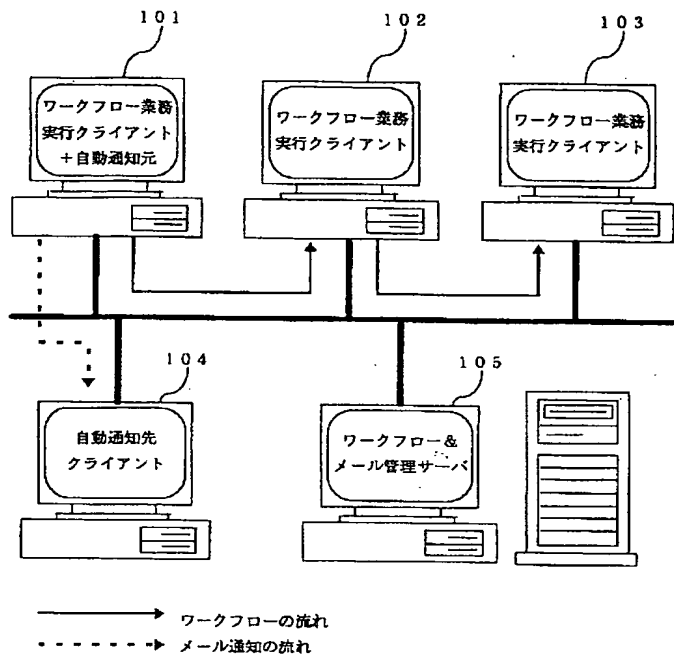 101
102
103
ワークフロー業務
実行クライアント
+自動通知元
ワークフロー業務
実行クライアント
ワークフロー業務
実行クライアント
104
105
自動通知先
クライアント
ワークフロー&
メール管理サーバ
ワークフローの流れ
メール通知の流れ